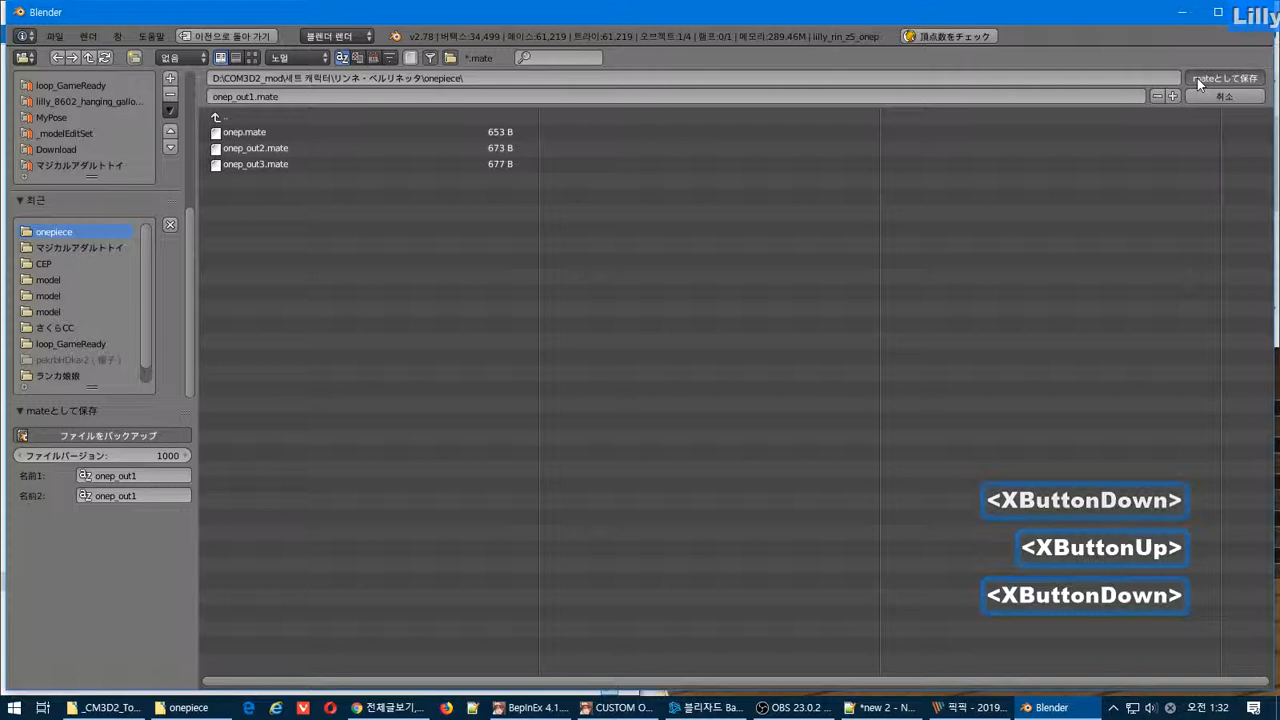 Blender
Lilly
파일
렌더
창
도움말
이전으로 돌아 가기
블렌더 렌더
v2.78 | 버텍스:34,499 | 페이스:61,219 | 트라이:61,219 | 오브젝트:1/4 | 램프:0/1 | 메모리:289.46M | lilly_rin_z5_onep
頂点数をチェック
없음
노멀
*.mate
loop_GameReady
lilly_8602_hanging_gallo...
MyPose
_modelEditSet
Download
マジカルアダルトトイ
D:\COM3D2_mod\세트 캐릭터\リンネ・ベルリネッタ\onepiece\
mateとして保存
onep_out1.mate
취소
..
onep.mate 653 B
onep_out2.mate 673 B
onep_out3.mate 677 B
최근
onepiece
マジカルアダルトトイ
CEP
model
model
model
さくらCC
loop_GameReady
pekrbHDkar2 ( 帽子 )
ランカ娘娘
mateとして保存
ファイルをバックアップ
ファイルバージョン: 1000
名前1: onep_out1
名前2: onep_out1
<XButtonDown>
<XButtonUp>
<XButtonDown>
_CM3D2_To...
onepiece
전체글보기...
BepInEx 4.1...
CUSTOM O...
블리자드 Ba...
OBS 23.0.2 ...
*new 2 - N...
픽픽 - 2019...
Blender
오전 1:32